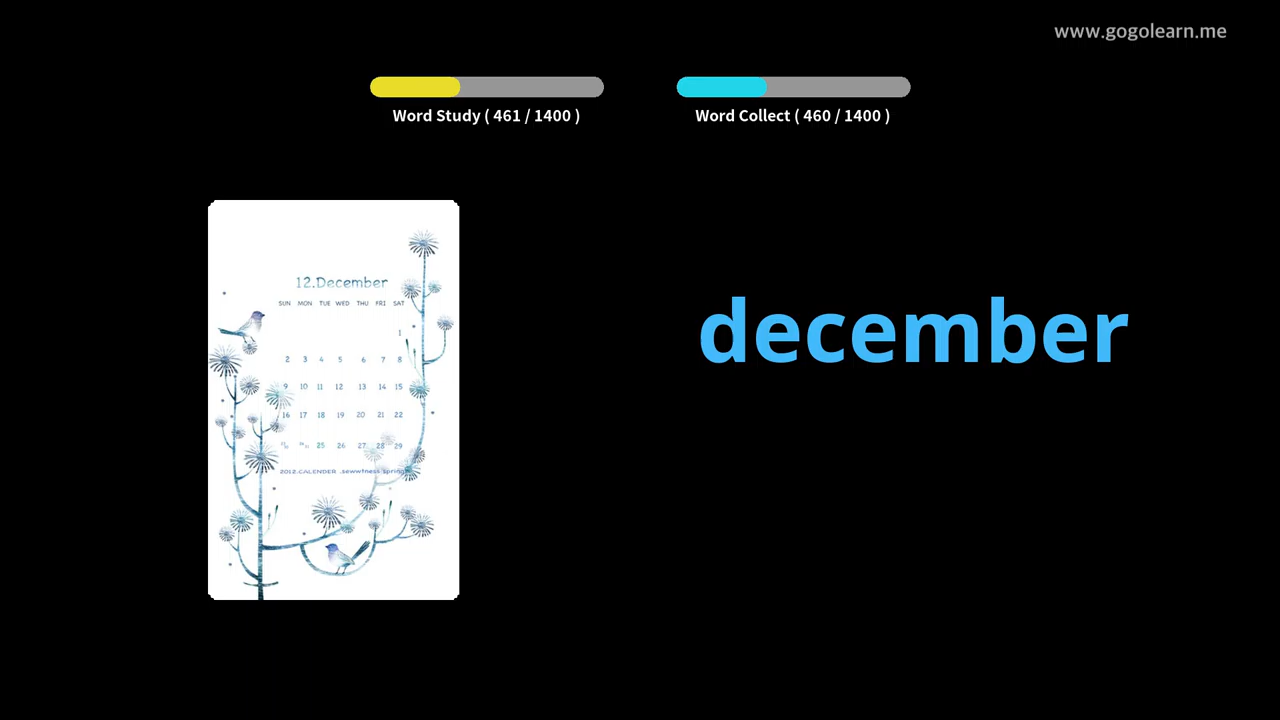 www.gogolearn.me
Word Study ( 461 / 1400 )
Word Collect ( 460 / 1400 )
12.December
SUN MON TUE WED THU FRI SAT
1
2 3 4 5 6 7 8
9 10 11 12 13 14 15
16 17 18 19 20 21 22
25 26 27 28 29
2012.CALENDER
december